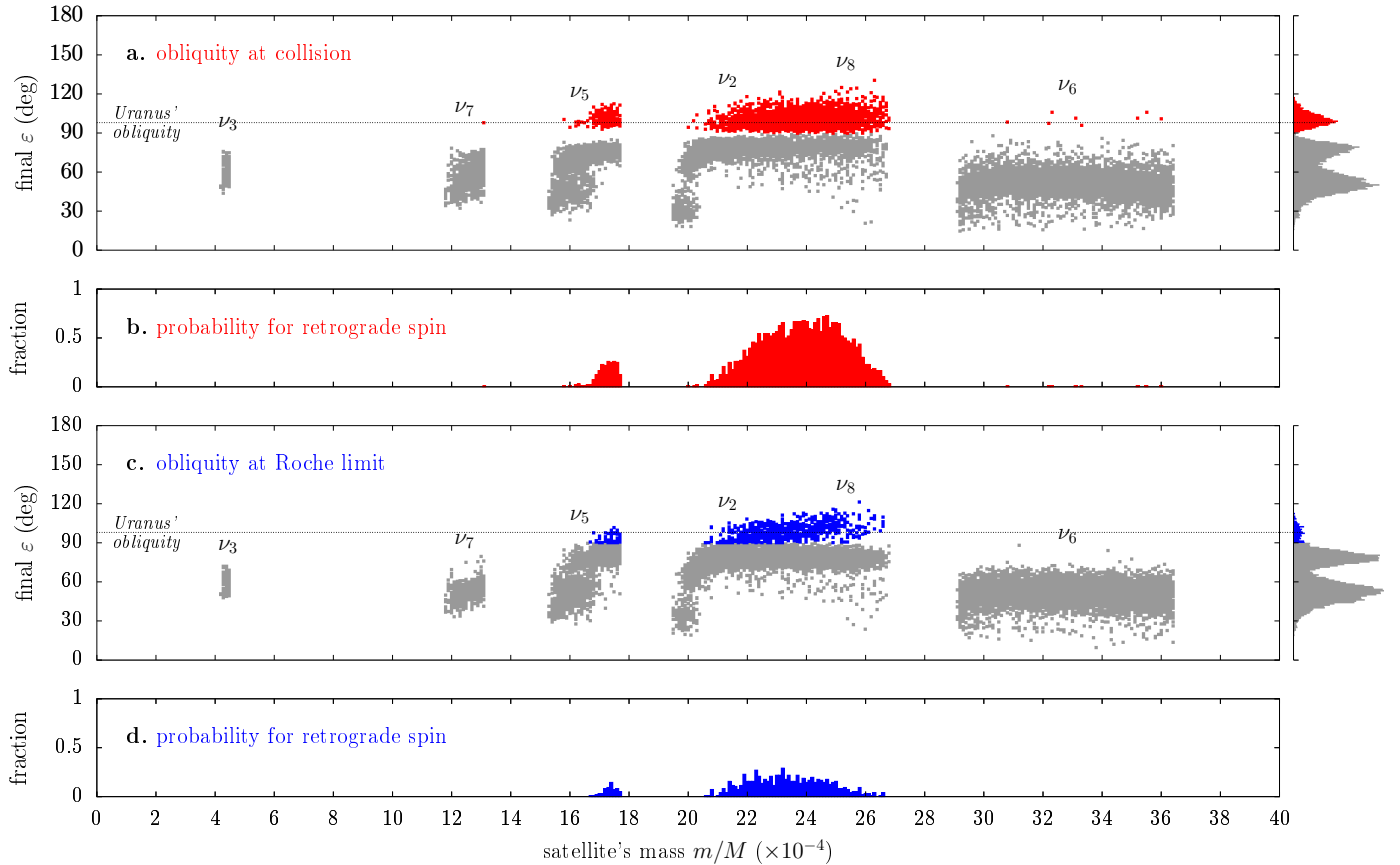 180
150
120
90
60
30
0
final ε (deg)
a. obliquity at collision
Uranus'
obliquity
ν3
ν7
ν5
ν2
ν8
ν6
1
0.5
0
fraction
b. probability for retrograde spin
180
150
120
90
60
30
0
final ε (deg)
c. obliquity at Roche limit
Uranus'
obliquity
ν3
ν7
ν5
ν2
ν8
ν6
1
0.5
0
fraction
d. probability for retrograde spin
0 2 4 6 8 10 12 14 16 18 20 22 24 26 28 30 32 34 36 38 40
satellite's mass m/M (×10⁻⁴)